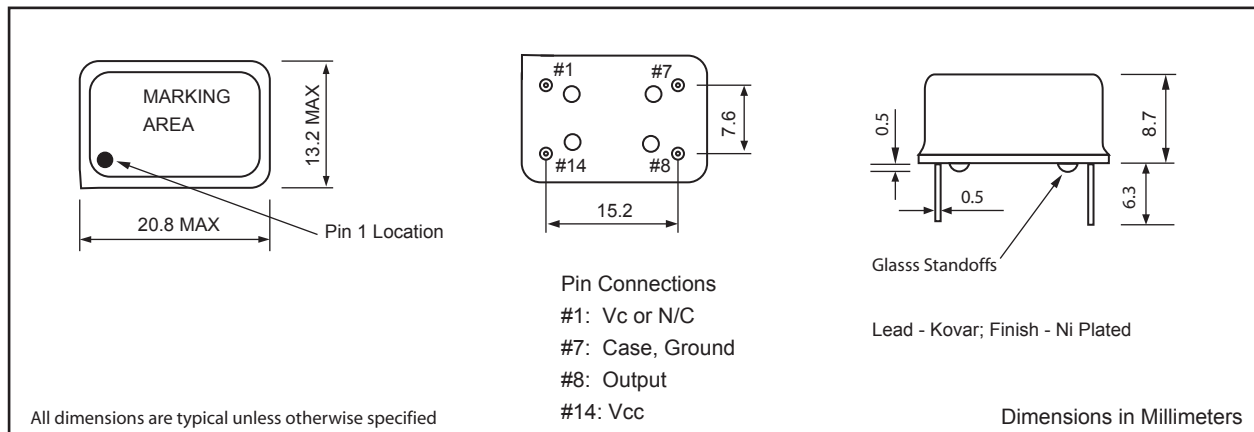 MARKING
AREA
13.2 MAX
20.8 MAX
Pin 1 Location
#1
#7
7.6
#14
#8
15.2
0.5
8.7
0.5
6.3
Glasss Standoffs
Pin Connections
#1: Vc or N/C
#7: Case, Ground
#8: Output
#14: Vcc
Lead - Kovar; Finish - Ni Plated
All dimensions are typical unless otherwise specified
Dimensions in Millimeters